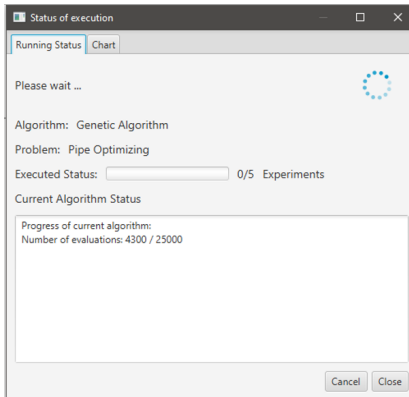 Status of execution
Running Status Chart
Please wait ...
Algorithm: Genetic Algorithm
Problem: Pipe Optimizing
Executed Status: 0/5 Experiments
Current Algorithm Status
Progress of current algorithm:
Number of evaluations: 4300 / 25000
Cancel Close